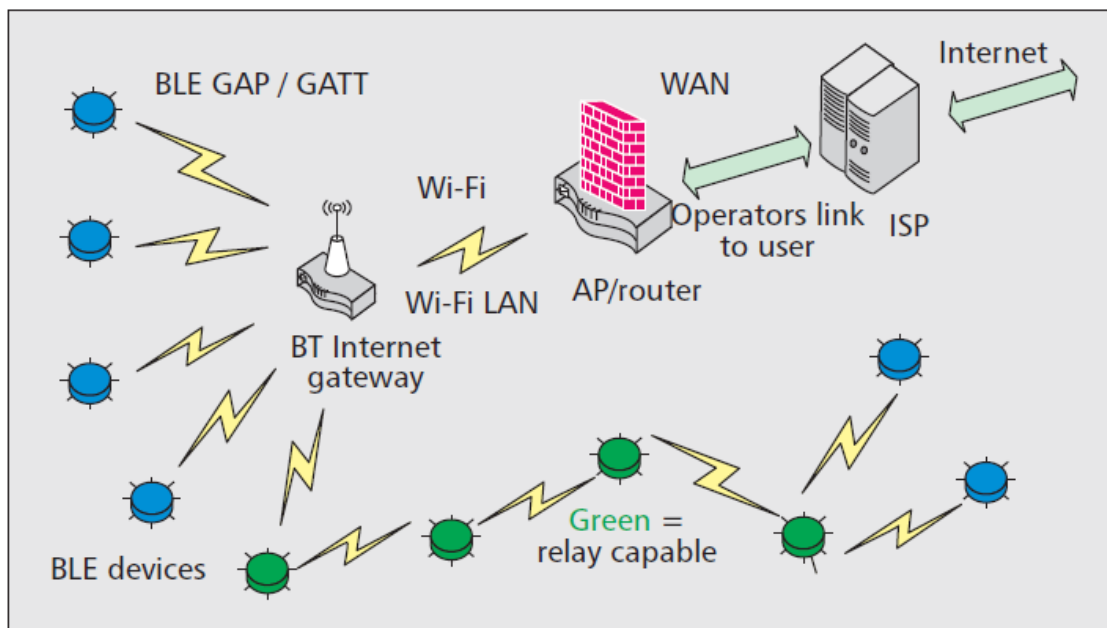 BLE GAP / GATT
WAN
Internet
Wi-Fi
Operators link
to user
ISP
Wi-Fi LAN
AP/router
BT Internet
gateway
Green =
relay capable
BLE devices